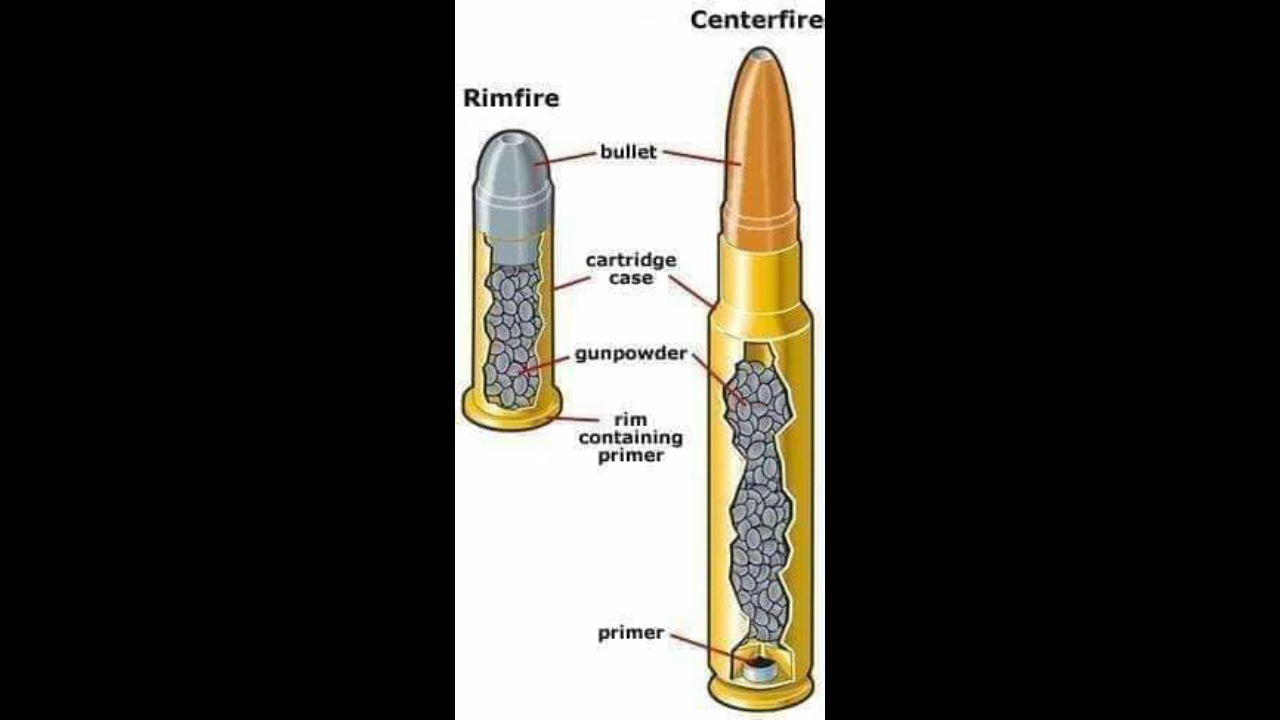 Centerfire
Rimfire
bullet
cartridge
case
gunpowder
rim
containing
primer
primer